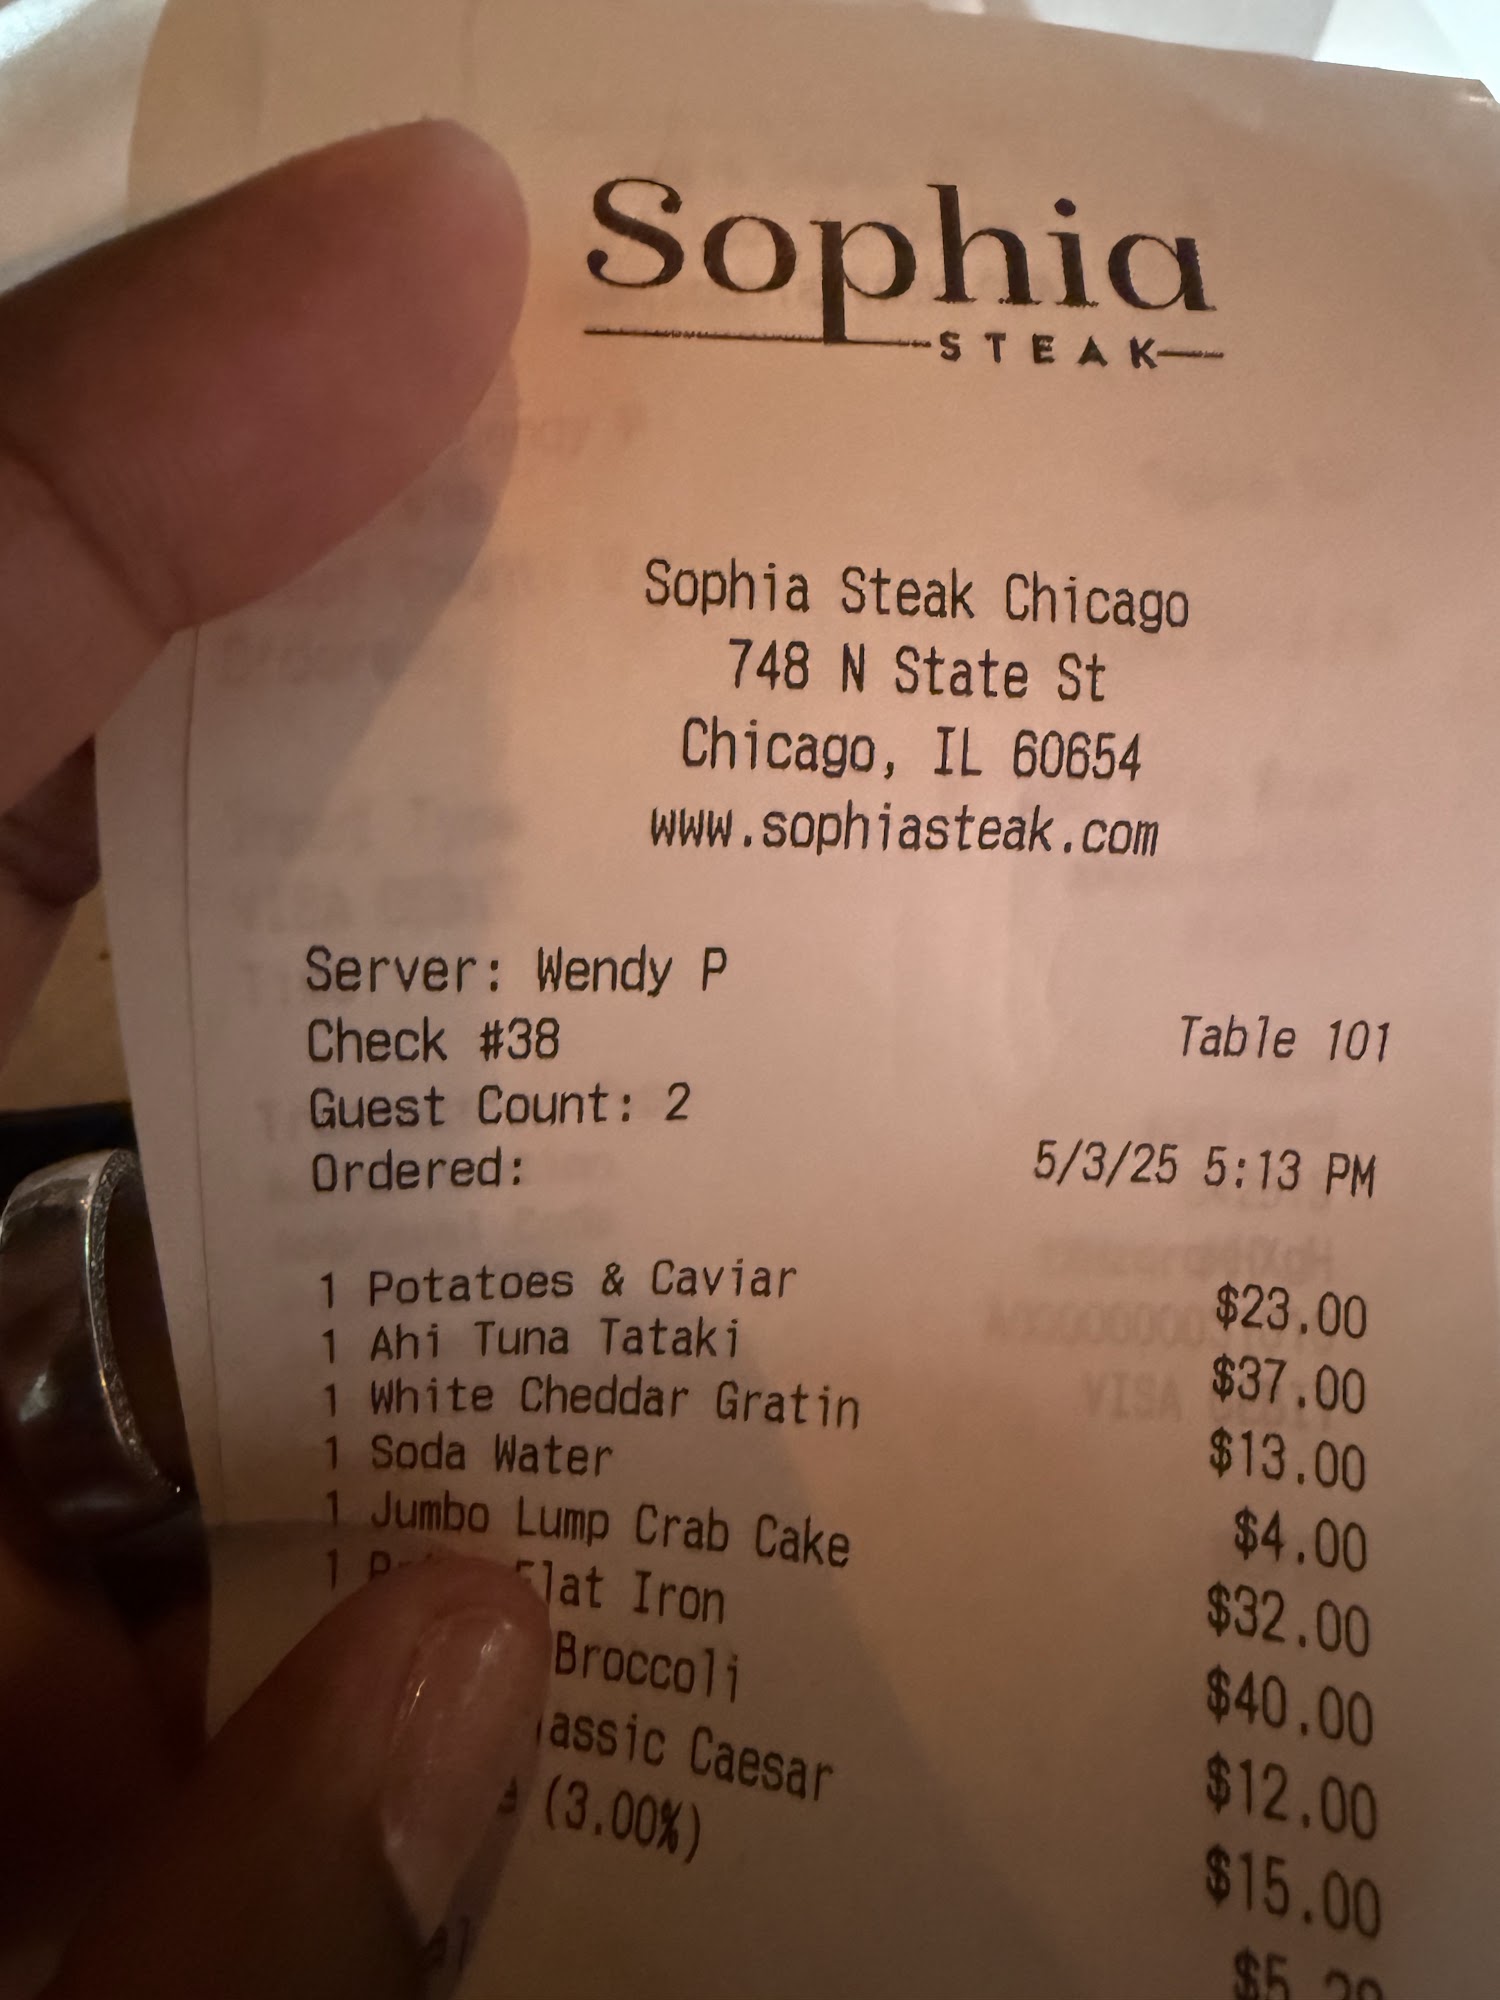 Sophia
STEAK
Sophia Steak Chicago
748 N State St
Chicago, IL 60654
www.sophiasteak.com
Server: Wendy P
Check #38 Table 101
Guest Count: 2
Ordered: 5/3/25 5:13 PM
1 Potatoes & Caviar $23.00
1 Ahi Tuna Tataki $37.00
1 White Cheddar Gratin $13.00
1 Soda Water $4.00
1 Jumbo Lump Crab Cake $32.00
1 Iron $40.00
Broccoli $12.00
Caesar $15.00
(3.00%)